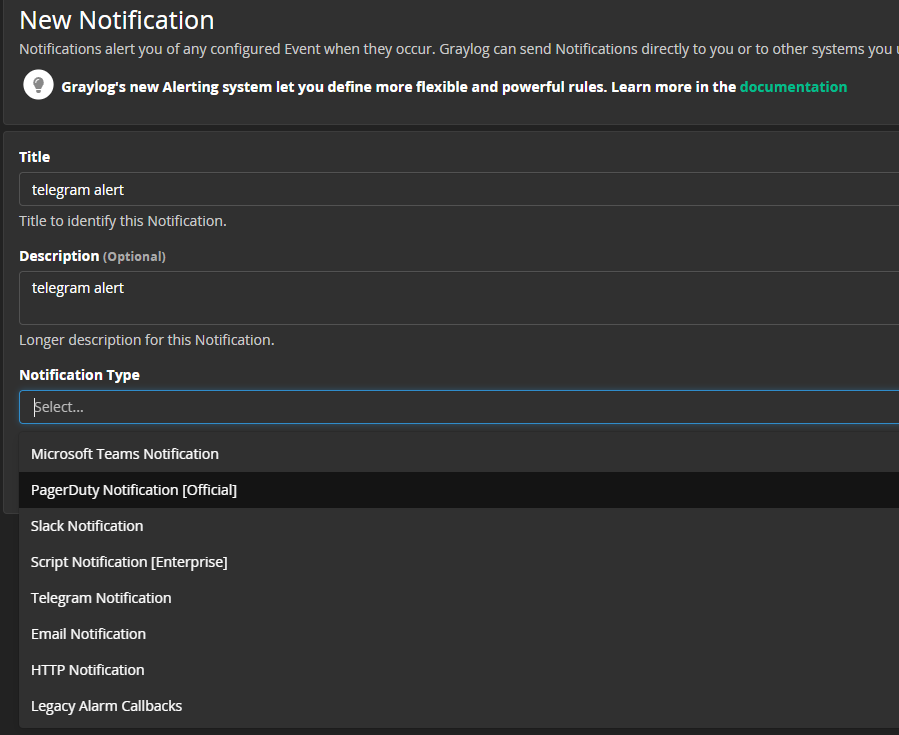 New Notification
Notifications alert you of any configured Event when they occur. Graylog can send Notifications directly to you or to other systems you
Graylog's new Alerting system let you define more flexible and powerful rules. Learn more in the documentation
Title
telegram alert
Title to identify this Notification.
Description (Optional)
telegram alert
Longer description for this Notification.
Notification Type
Select...
Microsoft Teams Notification
PagerDuty Notification [Official]
Slack Notification
Script Notification [Enterprise]
Telegram Notification
Email Notification
HTTP Notification
Legacy Alarm Callbacks